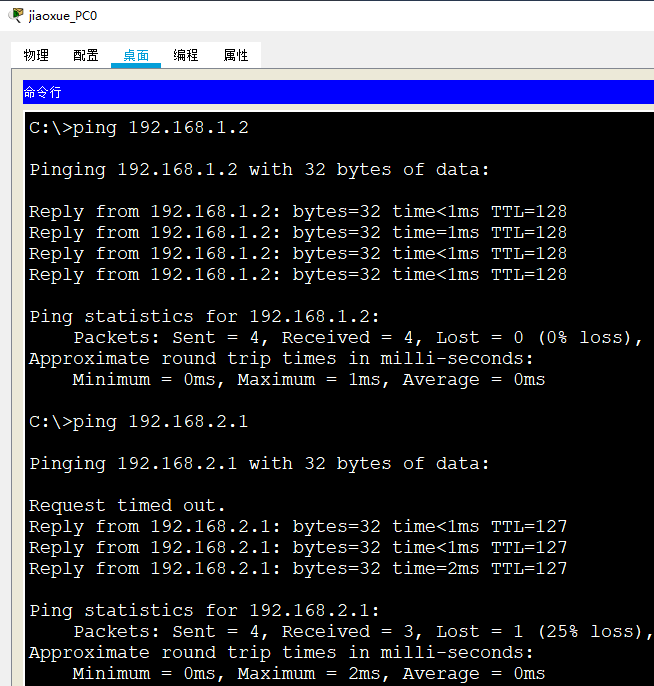 jiaoxue_PC0
物理 配置 桌面 编程 属性
命令行
C:\>ping 192.168.1.2
Pinging 192.168.1.2 with 32 bytes of data:
Reply from 192.168.1.2: bytes=32 time<1ms TTL=128
Reply from 192.168.1.2: bytes=32 time=1ms TTL=128
Reply from 192.168.1.2: bytes=32 time<1ms TTL=128
Reply from 192.168.1.2: bytes=32 time<1ms TTL=128
Ping statistics for 192.168.1.2:
    Packets: Sent = 4, Received = 4, Lost = 0 (0% loss),
Approximate round trip times in milli-seconds:
    Minimum = 0ms, Maximum = 1ms, Average = 0ms
C:\>ping 192.168.2.1
Pinging 192.168.2.1 with 32 bytes of data:
Request timed out.
Reply from 192.168.2.1: bytes=32 time<1ms TTL=127
Reply from 192.168.2.1: bytes=32 time<1ms TTL=127
Reply from 192.168.2.1: bytes=32 time=2ms TTL=127
Ping statistics for 192.168.2.1:
    Packets: Sent = 4, Received = 3, Lost = 1 (25% loss),
Approximate round trip times in milli-seconds:
    Minimum = 0ms, Maximum = 2ms, Average = 0ms